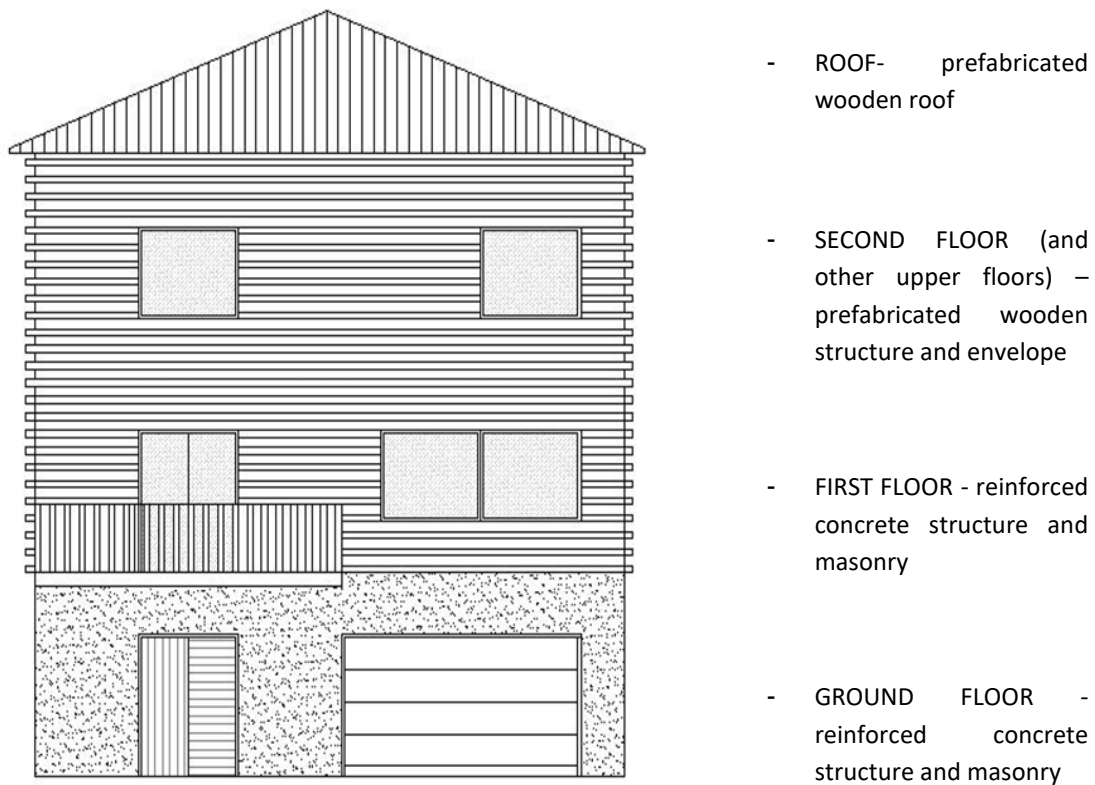 - ROOF- prefabricated
wooden roof
- SECOND FLOOR (and
other upper floors) –
prefabricated wooden
structure and envelope
- FIRST FLOOR - reinforced
concrete structure and
masonry
- GROUND FLOOR -
reinforced concrete
structure and masonry